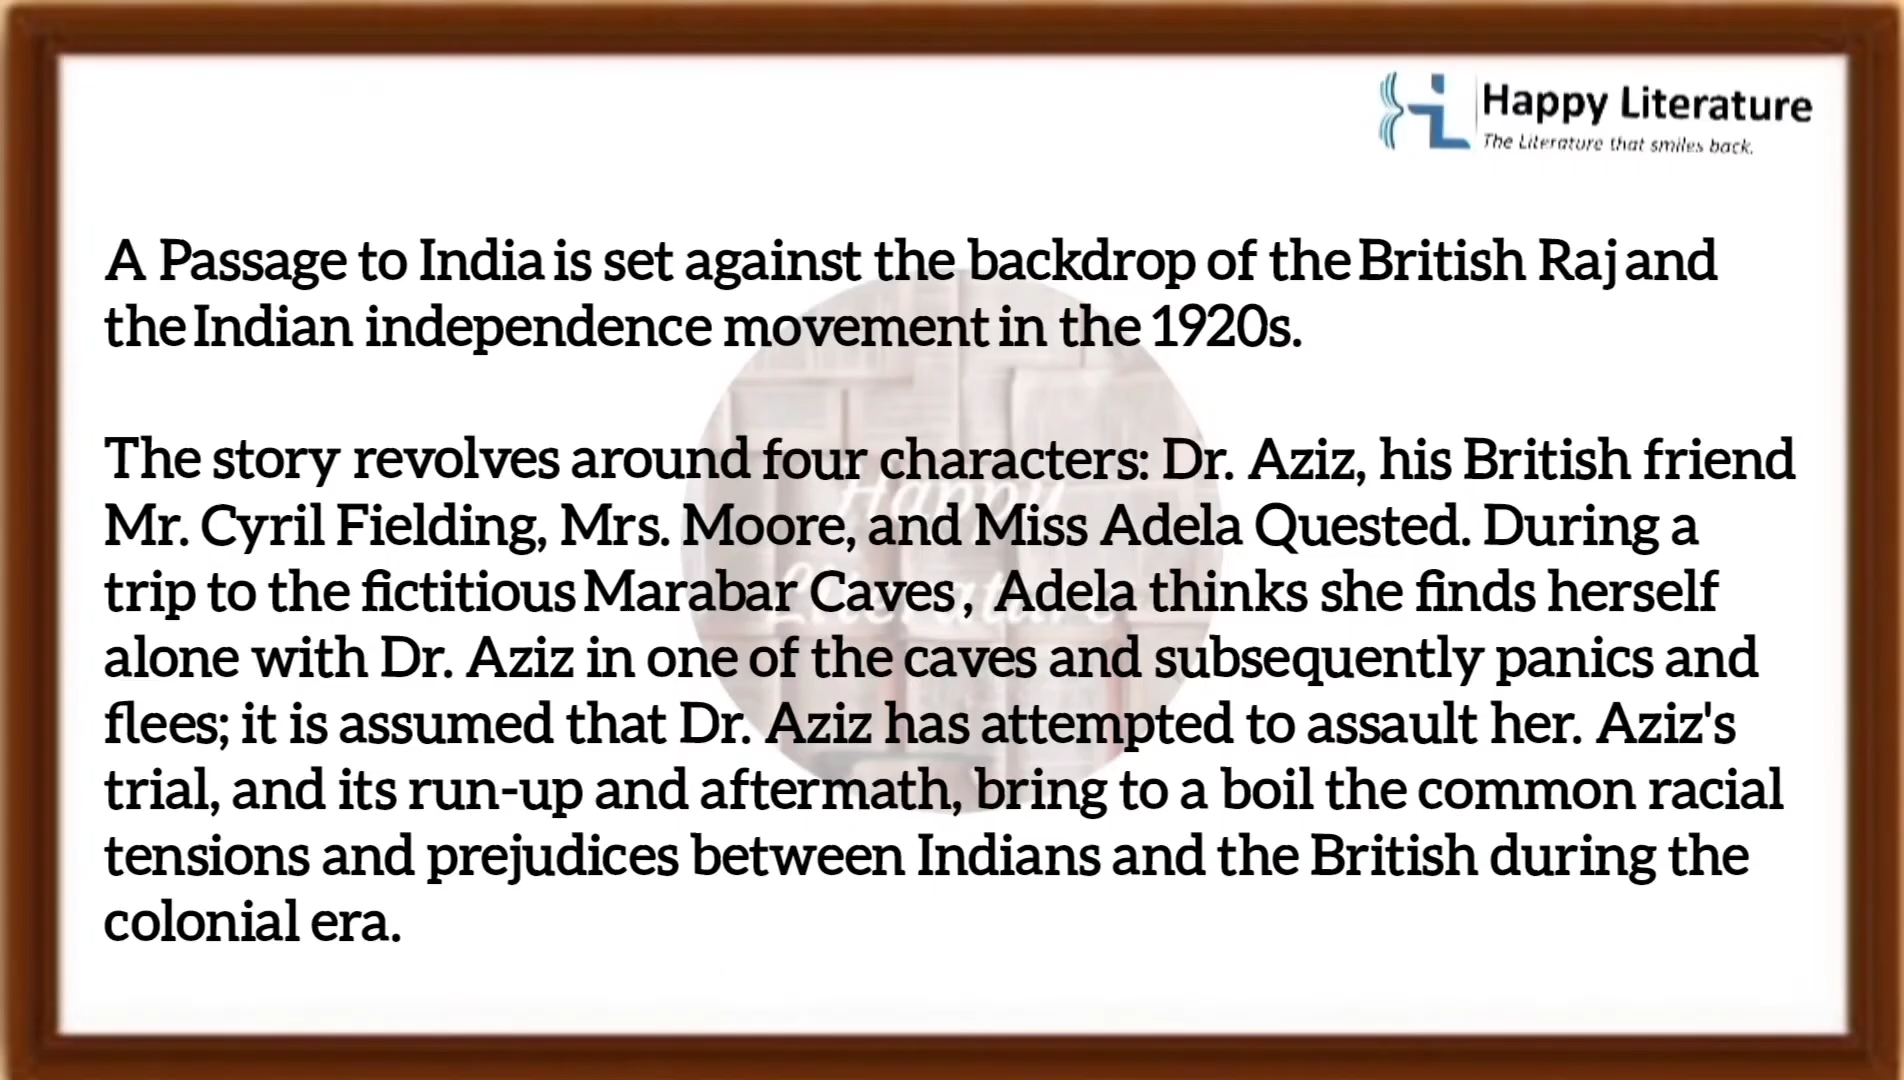 Happy Literature
The Literature that smiles back.
A Passage to India is set against the backdrop of the British Raj and
the Indian independence movement in the 1920s.
The story revolves around four characters: Dr. Aziz, his British friend
Mr. Cyril Fielding, Mrs. Moore, and Miss Adela Quested. During a
trip to the fictitious Marabar Caves, Adela thinks she finds herself
alone with Dr. Aziz in one of the caves and subsequently panics and
flees; it is assumed that Dr. Aziz has attempted to assault her. Aziz's
trial, and its run-up and aftermath, bring to a boil the common racial
tensions and prejudices between Indians and the British during the
colonial era.
Happy
Literature